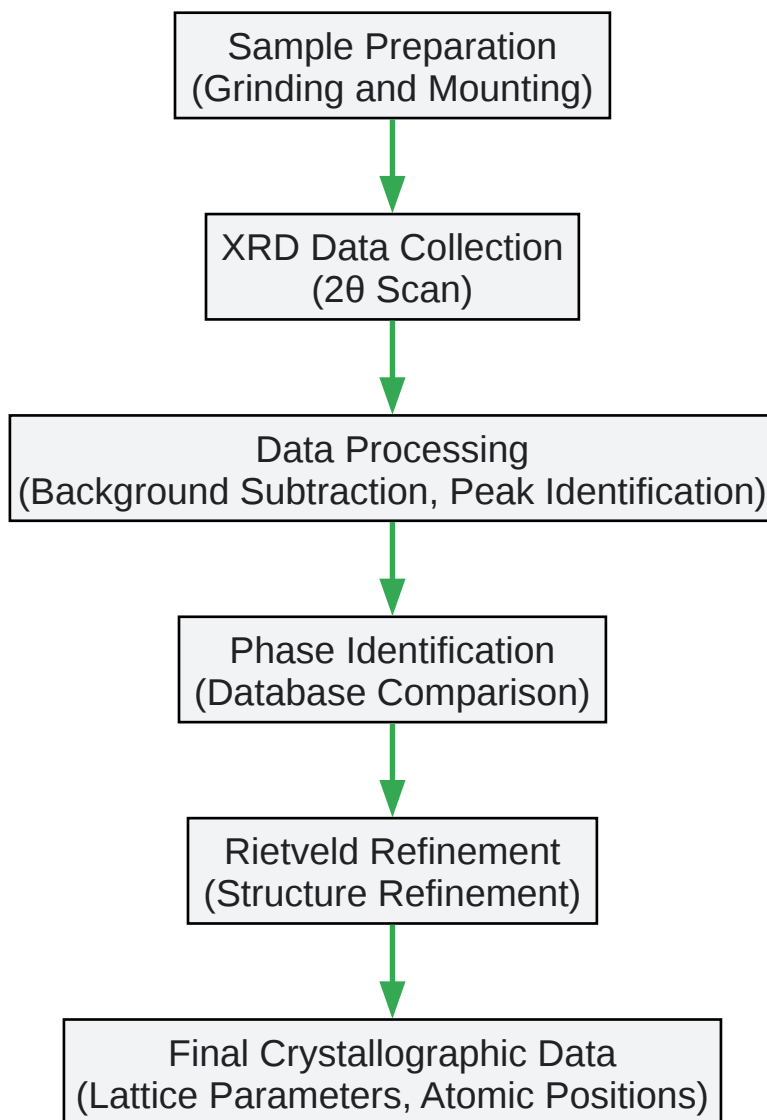 Sample Preparation
(Grinding and Mounting)
XRD Data Collection
(2θ Scan)
Data Processing
(Background Subtraction, Peak Identification)
Phase Identification
(Database Comparison)
Rietveld Refinement
(Structure Refinement)
Final Crystallographic Data
(Lattice Parameters, Atomic Positions)